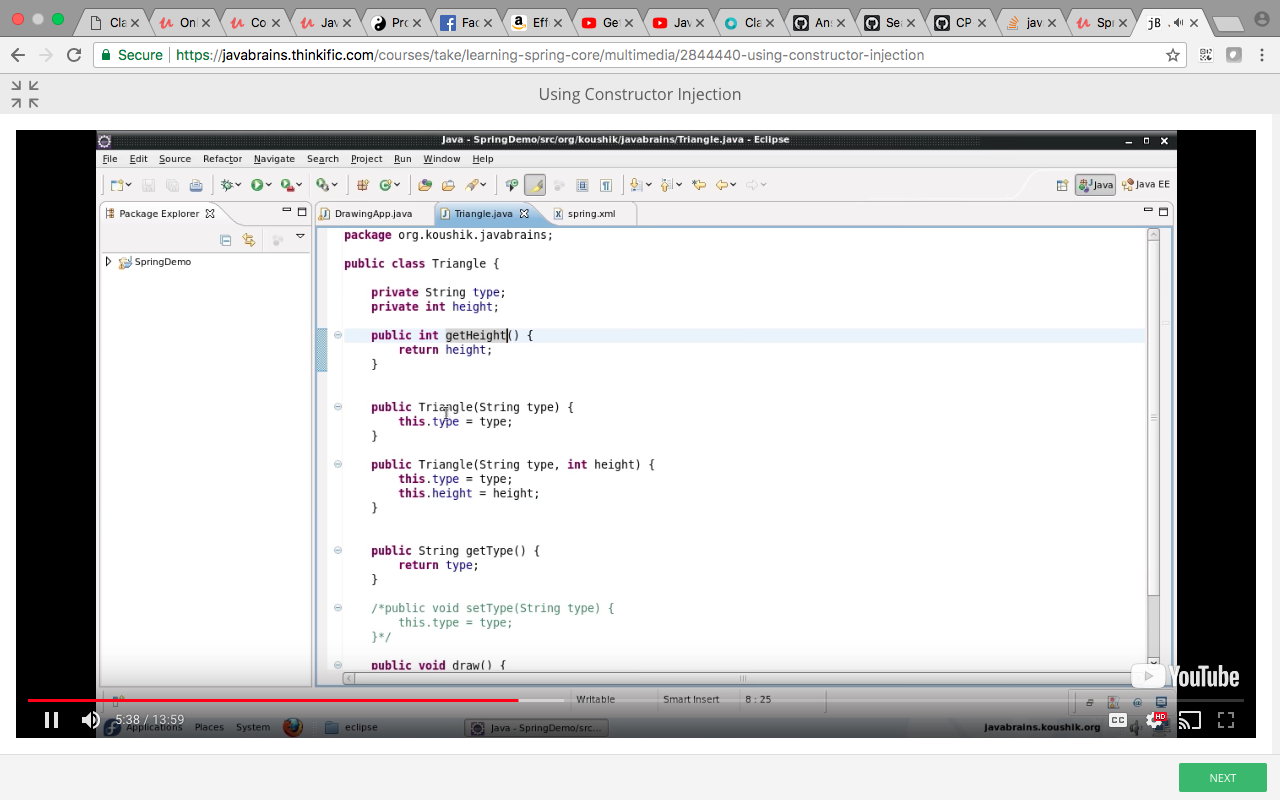 Cla
On
Co
Jav
Pro
Fac
Eff
Ge
Jav
Cla
Ans
Sea
CP
jav
Spr
jB
Secure
https://javabrains.thinkific.com/courses/take/learning-spring-core/multimedia/2844440-using-constructor-injection
Using Constructor Injection
Java - SpringDemo/src/org/koushik/javabrains/Triangle.java - Eclipse
File Edit Source Refactor Navigate Search Project Run Window Help
Java
Java EE
Package Explorer
DrawingApp.java
Triangle.java
spring.xml
SpringDemo
package org.koushik.javabrains;
public class Triangle {
private String type;
private int height;
public int getHeight() {
return height;
}
public Triangle(String type) {
this.type = type;
}
public Triangle(String type, int height) {
this.type = type;
this.height = height;
}
public String getType() {
return type;
}
/*public void setType(String type) {
this.type = type;
}*/
public void draw() {
YouTube
Writable
Smart Insert
8 : 25
5:38 / 13:59
CC
HD
Applications Places System
eclipse
Java - SpringDemo/src...
javabrains.koushik.org
NEXT